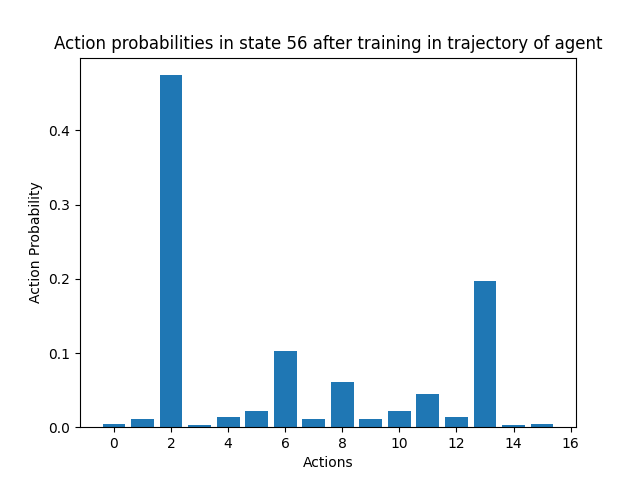 Action probabilities in state 56 after training in trajectory of agent
Action Probability
0.4
0.3
0.2
0.1
0.0
0 2 4 6 8 10 12 14 16
Actions